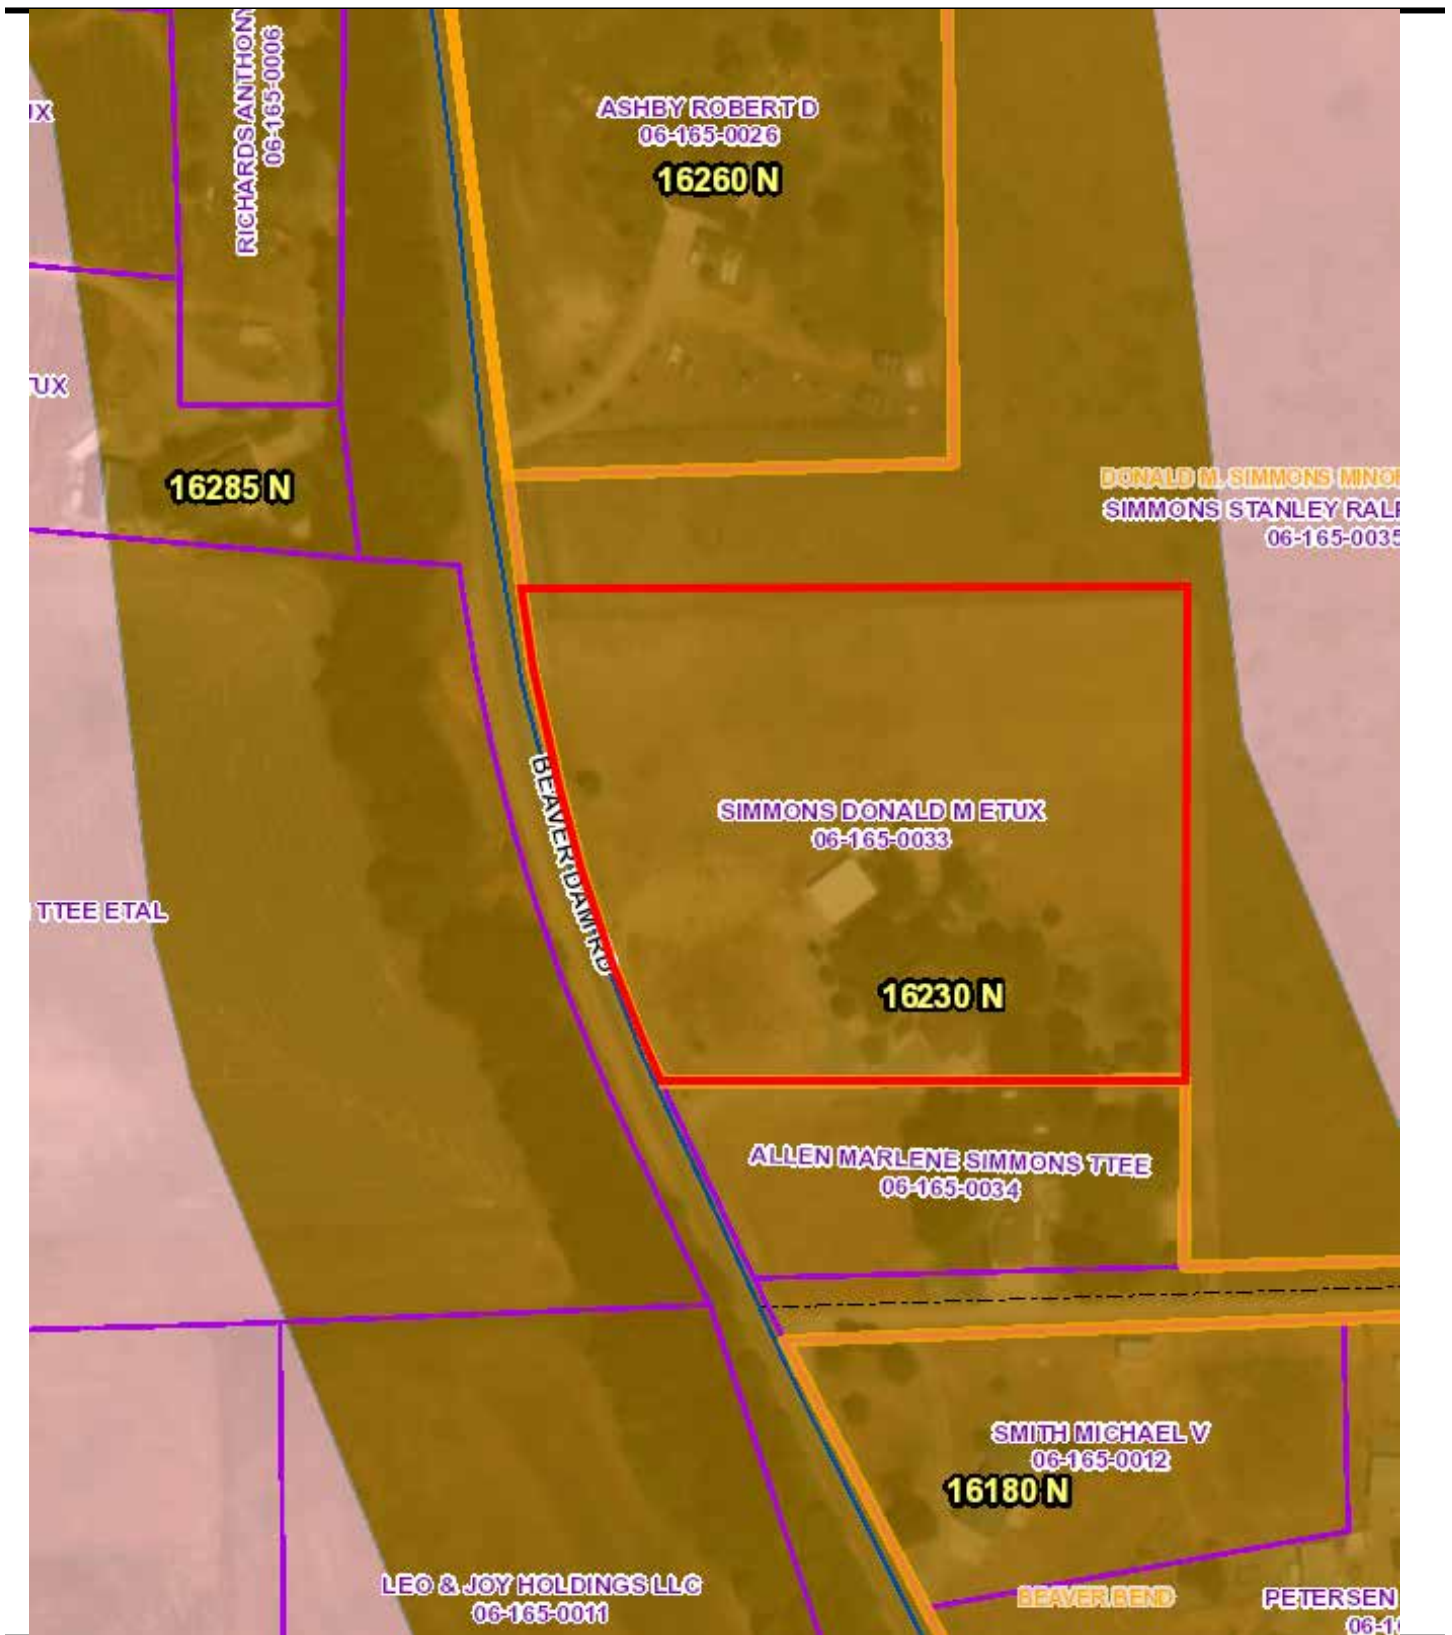 RICHARDS ANTHONY
06-165-0006
ASHBY ROBERT D
06-165-0026
16260 N
UX
TUX
16285 N
DONALD M. SIMMONS MINOR
SIMMONS STANLEY RALP
06-165-0035
BEAVER DAM RD
SIMMONS DONALD M ETUX
06-165-0033
TTEE ETAL
16230 N
ALLEN MARLENE SIMMONS TTEE
06-165-0034
SMITH MICHAEL V
06-165-0012
16180 N
LEO & JOY HOLDINGS LLC
06-165-0011
BEAVER BEND
PETERSEN
06-1